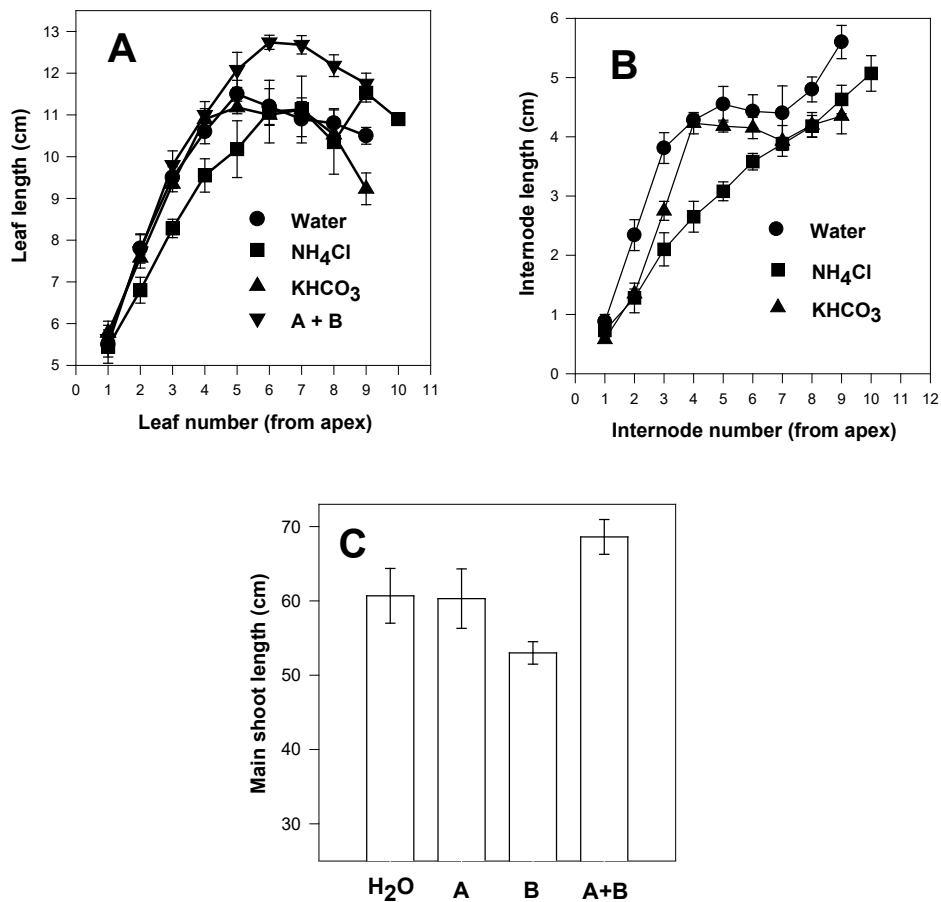 A
Leaf length (cm)
13
12
11
10
9
8
7
6
5
0 1 2 3 4 5 6 7 8 9 10 11
Leaf number (from apex)
Water
NH4Cl
KHCO3
A + B
B
Internode length (cm)
6
5
4
3
2
1
0
0 1 2 3 4 5 6 7 8 9 10 11 12
Internode number (from apex)
Water
NH4Cl
KHCO3
C
Main shoot length (cm)
70
60
50
40
30
H2O A B A+B